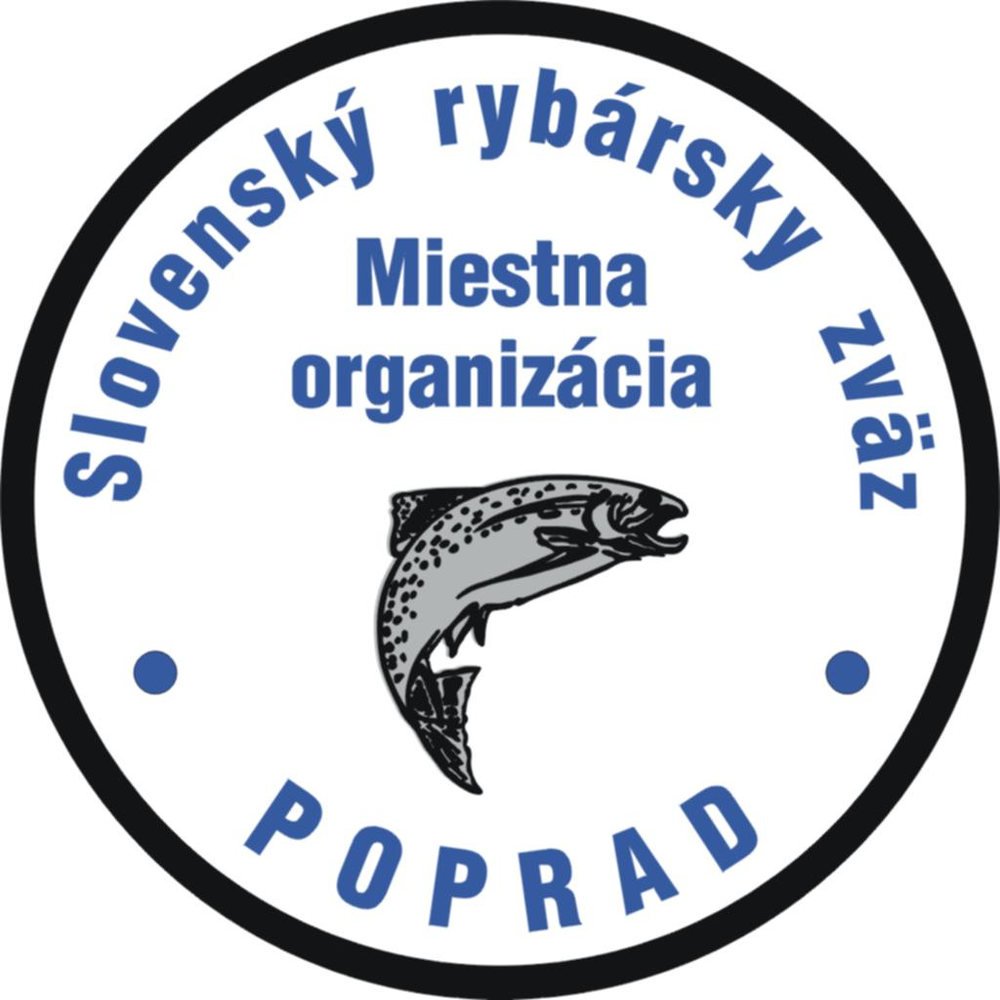 Slovenský rybársky zväz
Miestna
organizácia
POPRAD